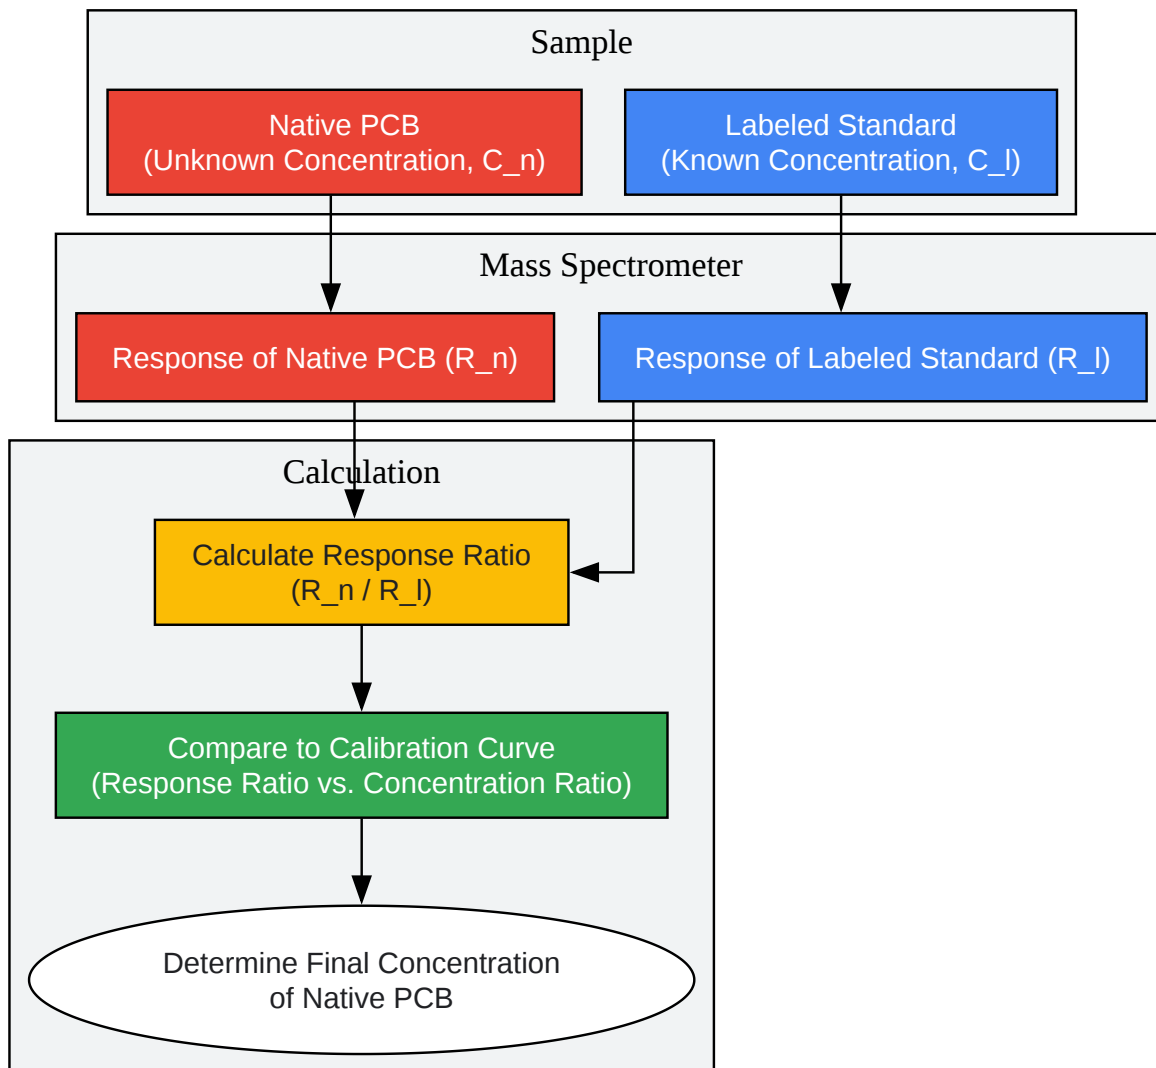 Sample
Native PCB
(Unknown Concentration, C_n)
Labeled Standard
(Known Concentration, C_l)
Mass Spectrometer
Response of Native PCB (R_n)
Response of Labeled Standard (R_l)
Calculation
Calculate Response Ratio
(R_n / R_l)
Compare to Calibration Curve
(Response Ratio vs. Concentration Ratio)
Determine Final Concentration
of Native PCB